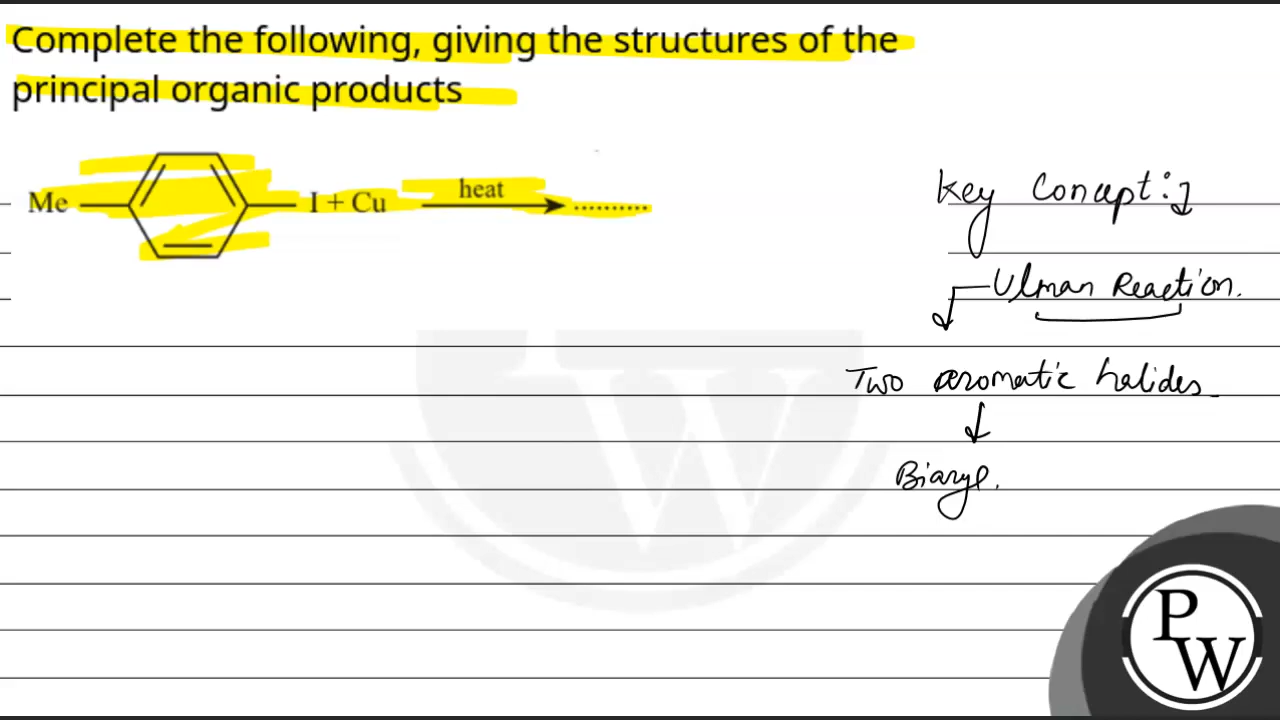 Complete the following, giving the structures of the
principal organic products
Me
I + Cu
heat
..........
Key Concept:
Ulman Reaction.
Two aromatic halides
Biaryl.
W
P
W